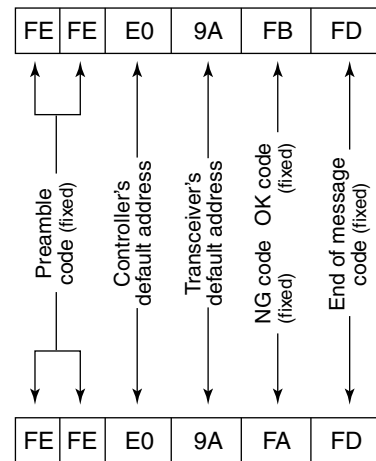 FE FE E0 9A FB FD
Preamble
code (fixed)
Controller's
default address
Transceiver's
default address
OK code
(fixed)
NG code
(fixed)
End of message
code (fixed)
FE FE E0 9A FA FD